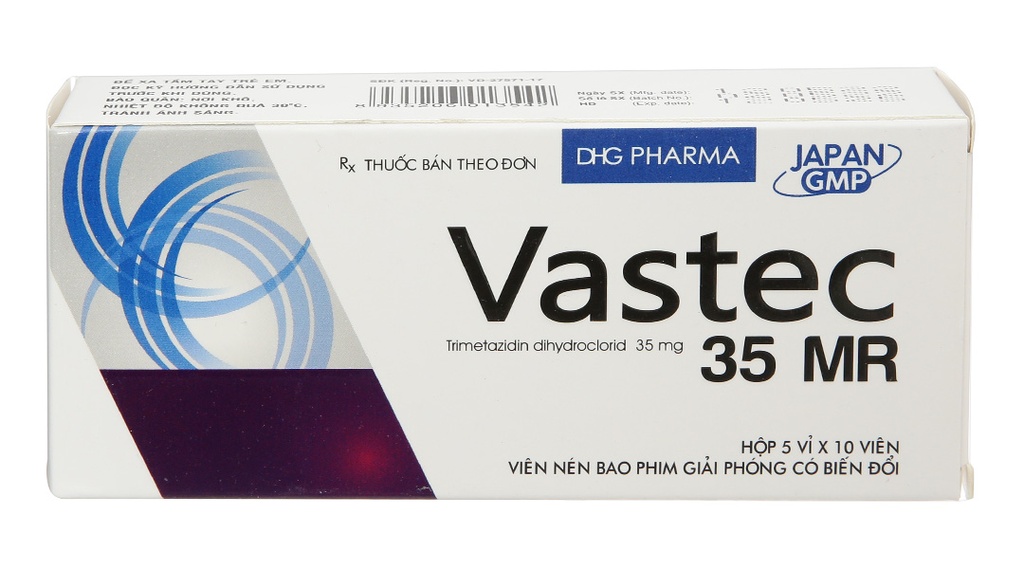 ĐỂ XA TẦM TAY TRẺ EM.
ĐỌC KỸ HƯỚNG DẪN SỬ DỤNG
TRƯỚC KHI DÙNG.
BẢO QUẢN: NƠI KHÔ,
NHIỆT ĐỘ KHÔNG QUÁ 30°C,
TRÁNH ÁNH SÁNG.
SĐK (Reg. No.): VD-27571-17
Ngày SX (Mfg. date):
Số lô SX (Batch No.):
HD (Exp. date):
Rx THUỐC BÁN THEO ĐƠN
DHG PHARMA
JAPAN
GMP
Vastec
Trimetazidin dihydroclorid 35 mg
35 MR
HỘP 5 VỈ X 10 VIÊN
VIÊN NÉN BAO PHIM GIẢI PHÓNG CÓ BIẾN ĐỔI